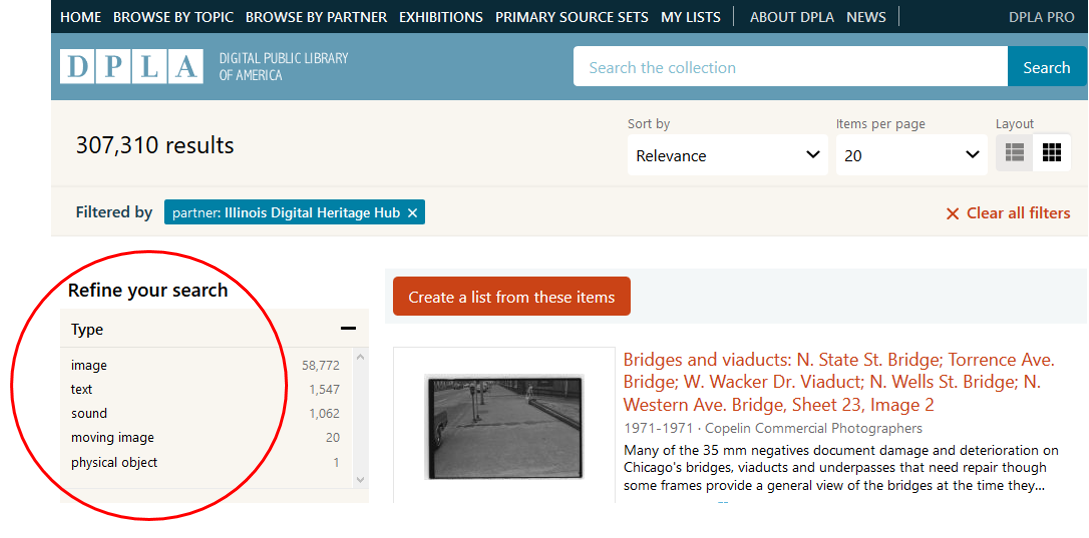 HOME BROWSE BY TOPIC BROWSE BY PARTNER EXHIBITIONS PRIMARY SOURCE SETS MY LISTS ABOUT DPLA NEWS DPLA PRO
DPLA DIGITAL PUBLIC LIBRARY
OF AMERICA
Search the collection Search
307,310 results
Sort by
Relevance
Items per page
20
Layout
Filtered by partner: Illinois Digital Heritage Hub × × Clear all filters
Refine your search
Type
image 58,772
text 1,547
sound 1,062
moving image 20
physical object 1
Create a list from these items
Bridges and viaducts: N. State St. Bridge; Torrence Ave.
Bridge; W. Wacker Dr. Viaduct; N. Wells St. Bridge; N.
Western Ave. Bridge, Sheet 23, Image 2
1971-1971 · Copelin Commercial Photographers
Many of the 35 mm negatives document damage and deterioration on
Chicago's bridges, viaducts and underpasses that need repair though
some frames provide a general view of the bridges at the time they...